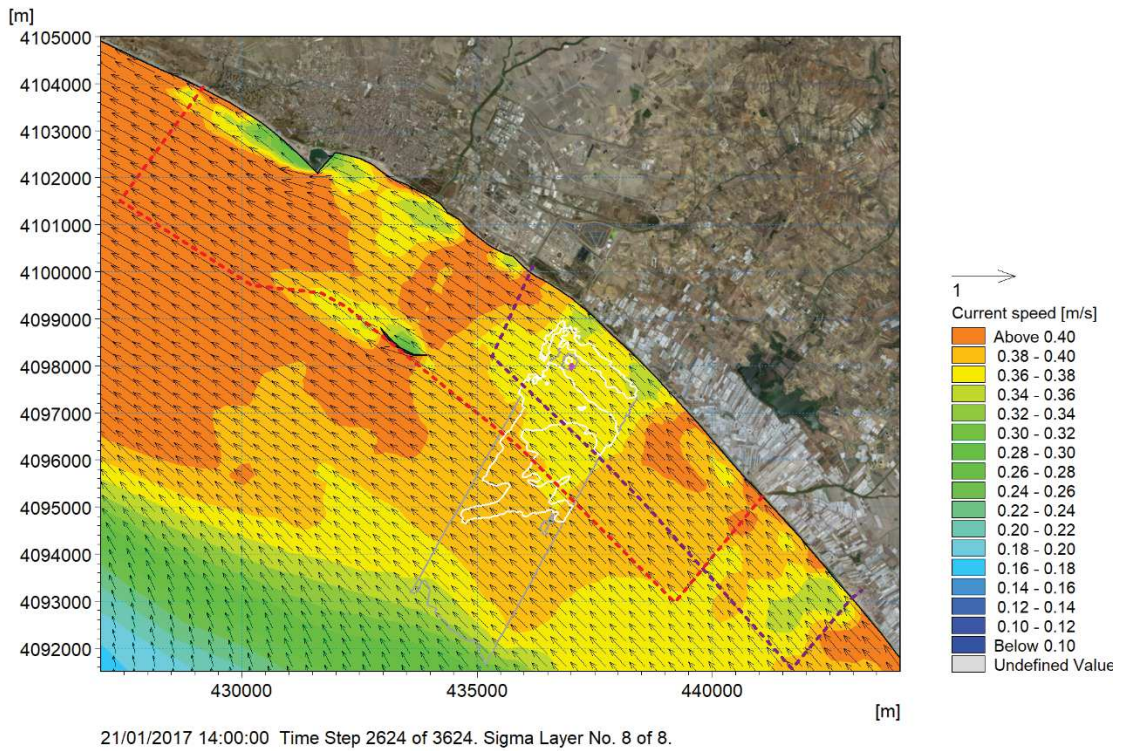 [m]
4105000
4104000
4103000
4102000
4101000
4100000
4099000
4098000
4097000
4096000
4095000
4094000
4093000
4092000
430000
435000
440000
[m]
1
Current speed [m/s]
Above 0.40
0.38 - 0.40
0.36 - 0.38
0.34 - 0.36
0.32 - 0.34
0.30 - 0.32
0.28 - 0.30
0.26 - 0.28
0.24 - 0.26
0.22 - 0.24
0.20 - 0.22
0.18 - 0.20
0.16 - 0.18
0.14 - 0.16
0.12 - 0.14
0.10 - 0.12
Below 0.10
Undefined Value
21/01/2017 14:00:00 Time Step 2624 of 3624. Sigma Layer No. 8 of 8.